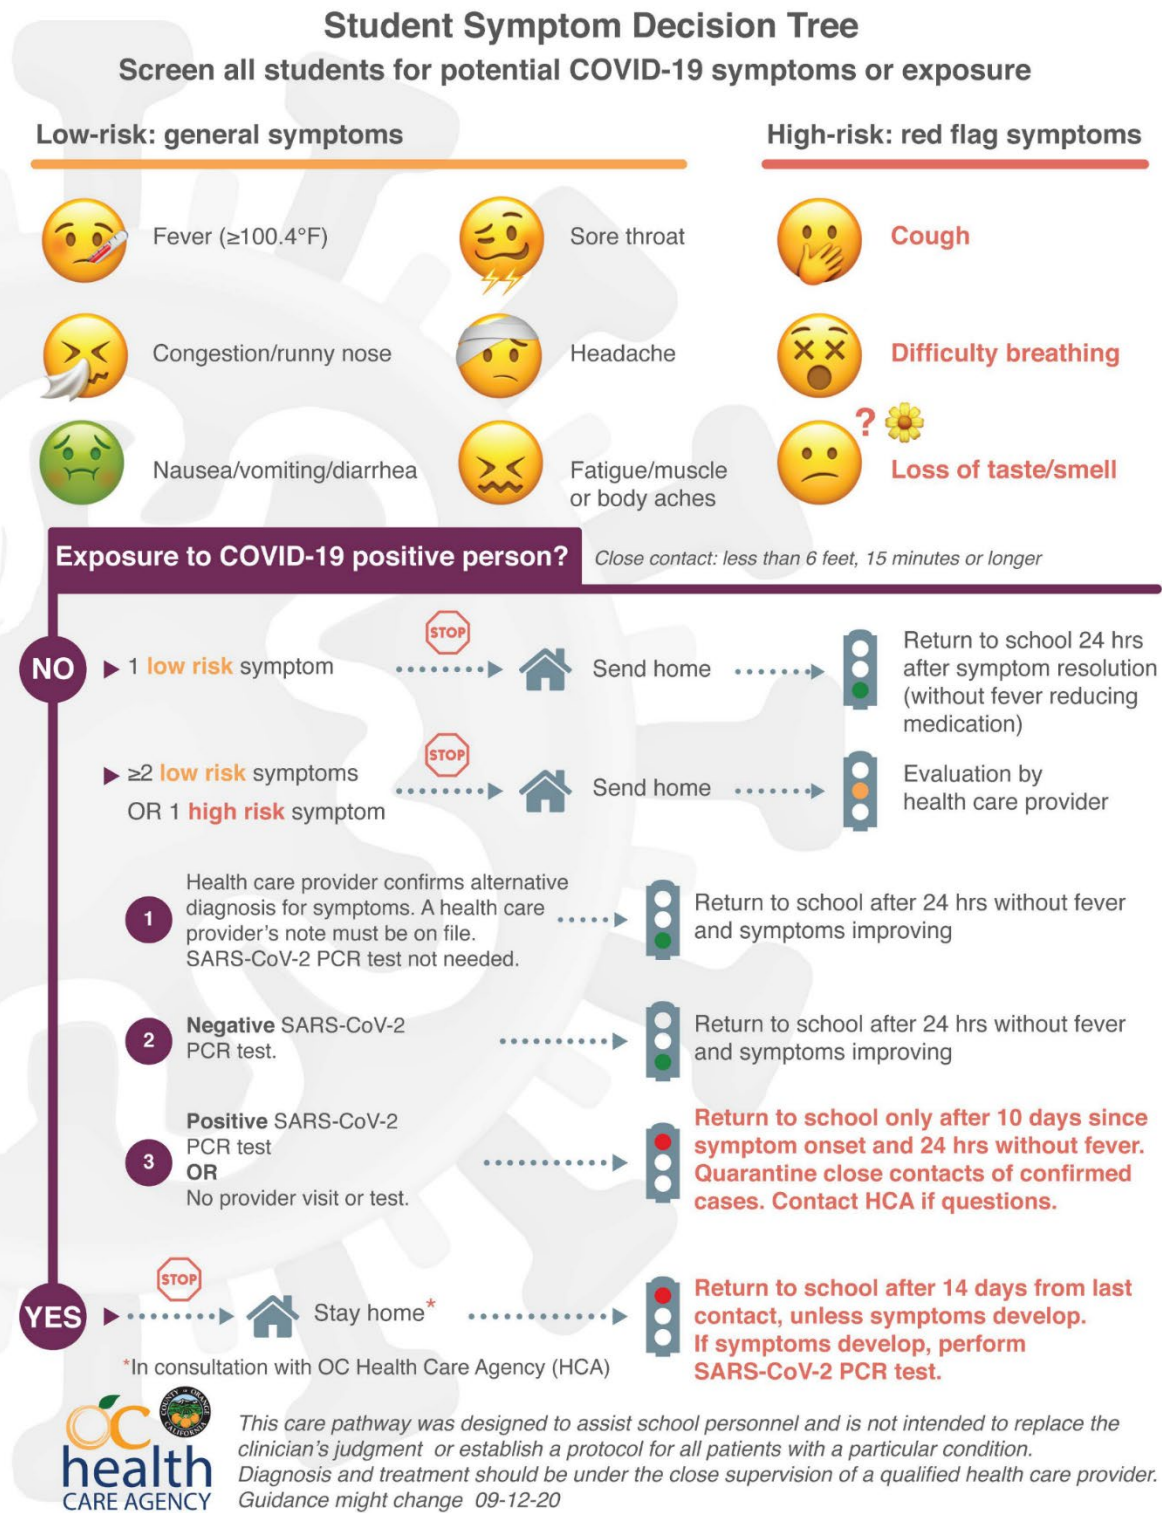 Student Symptom Decision Tree
Screen all students for potential COVID-19 symptoms or exposure
Low-risk: general symptoms
High-risk: red flag symptoms
Fever (≥100.4°F)
Sore throat
Cough
Congestion/runny nose
Headache
Difficulty breathing
?
Nausea/vomiting/diarrhea
Fatigue/muscle
or body aches
Loss of taste/smell
Exposure to COVID-19 positive person?
Close contact: less than 6 feet, 15 minutes or longer
NO
1 low risk symptom
STOP
Send home
Return to school 24 hrs
after symptom resolution
(without fever reducing
medication)
≥2 low risk symptoms
OR 1 high risk symptom
STOP
Send home
Evaluation by
health care provider
1
Health care provider confirms alternative
diagnosis for symptoms. A health care
provider's note must be on file.
SARS-CoV-2 PCR test not needed.
Return to school after 24 hrs without fever
and symptoms improving
2
Negative SARS-CoV-2
PCR test.
Return to school after 24 hrs without fever
and symptoms improving
3
Positive SARS-CoV-2
PCR test
OR
No provider visit or test.
Return to school only after 10 days since
symptom onset and 24 hrs without fever.
Quarantine close contacts of confirmed
cases. Contact HCA if questions.
YES
STOP
Stay home*
Return to school after 14 days from last
contact, unless symptoms develop.
If symptoms develop, perform
SARS-CoV-2 PCR test.
*In consultation with OC Health Care Agency (HCA)
OC
COUNTY OF ORANGE
CALIFORNIA
health
CARE AGENCY
This care pathway was designed to assist school personnel and is not intended to replace the
clinician's judgment or establish a protocol for all patients with a particular condition.
Diagnosis and treatment should be under the close supervision of a qualified health care provider.
Guidance might change 09-12-20